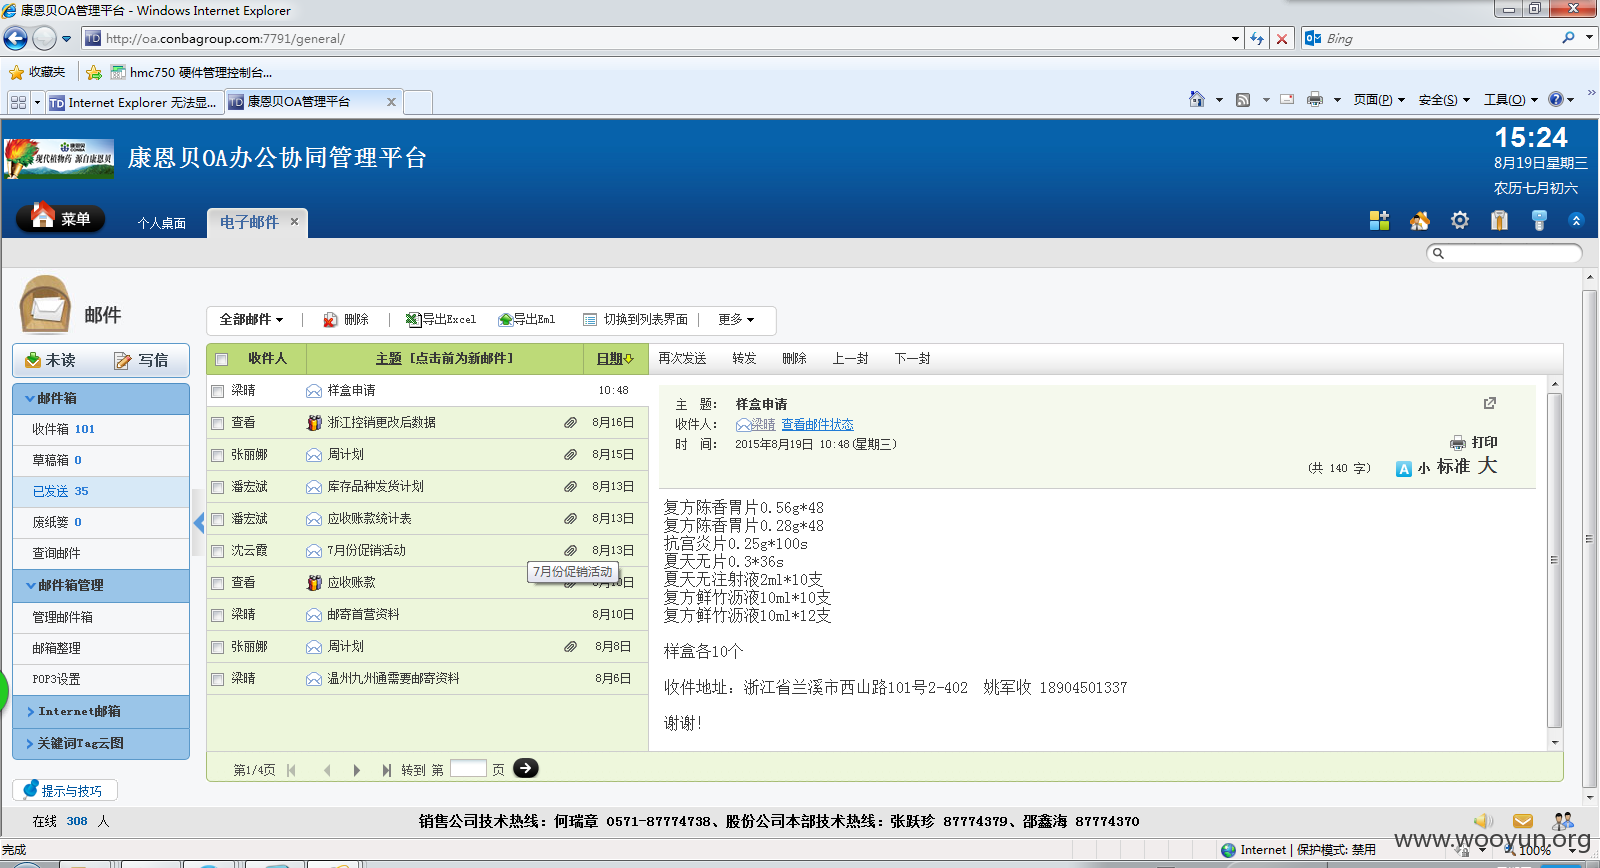 康恩贝OA管理平台 - Windows Internet Explorer
http://oa.conbagroup.com:7791/general/
Bing
收藏夹
hmc750 硬件管理控制台...
Internet Explorer 无法显...
康恩贝OA管理平台
页面(P)
安全(S)
工具(O)
现代植物药 源自康恩贝
康恩贝OA办公协同管理平台
15:24
8月19日星期三
农历七月初六
菜单
个人桌面
电子邮件
邮件
全部邮件
删除
导出Excel
导出Eml
切换到列表界面
更多
未读
写信
收件人
主题 [点击前为新邮件]
日期
再次发送
转发
删除
上一封
下一封
邮件箱
收件箱 101
草稿箱 0
已发送 35
废纸篓 0
查询邮件
邮件箱管理
管理邮件箱
邮箱整理
POP3设置
Internet邮箱
关键词Tag云图
提示与技巧
梁晴 样盒申请 10:48
查看 浙江控销更改后数据 8月16日
张丽娜 周计划 8月15日
潘宏斌 库存品种发货计划 8月13日
潘宏斌 应收账款统计表 8月13日
沈云霞 7月份促销活动 8月13日
7月份促销活动
查看 应收账款 8月10日
梁晴 邮寄首营资料 8月10日
张丽娜 周计划 8月8日
梁晴 温州九州通需要邮寄资料 8月6日
第1/4页
转到 第
页
主 题： 样盒申请
收件人： 梁晴 查看邮件状态
时 间： 2015年8月19日 10:48(星期三)
打印
(共 140 字)
A 小 标准 大
复方陈香胃片0.56g*48
复方陈香胃片0.28g*48
抗宫炎片0.25g*100s
夏天无片0.3*36s
夏天无注射液2ml*10支
复方鲜竹沥液10ml*10支
复方鲜竹沥液10ml*12支
样盒各10个
收件地址：浙江省兰溪市西山路101号2-402 姚军收 18904501337
谢谢！
在线 308 人
销售公司技术热线：何瑞章 0571-87774738、股份公司本部技术热线：张跃珍 87774379、邵鑫海 87774370
完成
Internet | 保护模式: 禁用
100%
www.wooyun.org